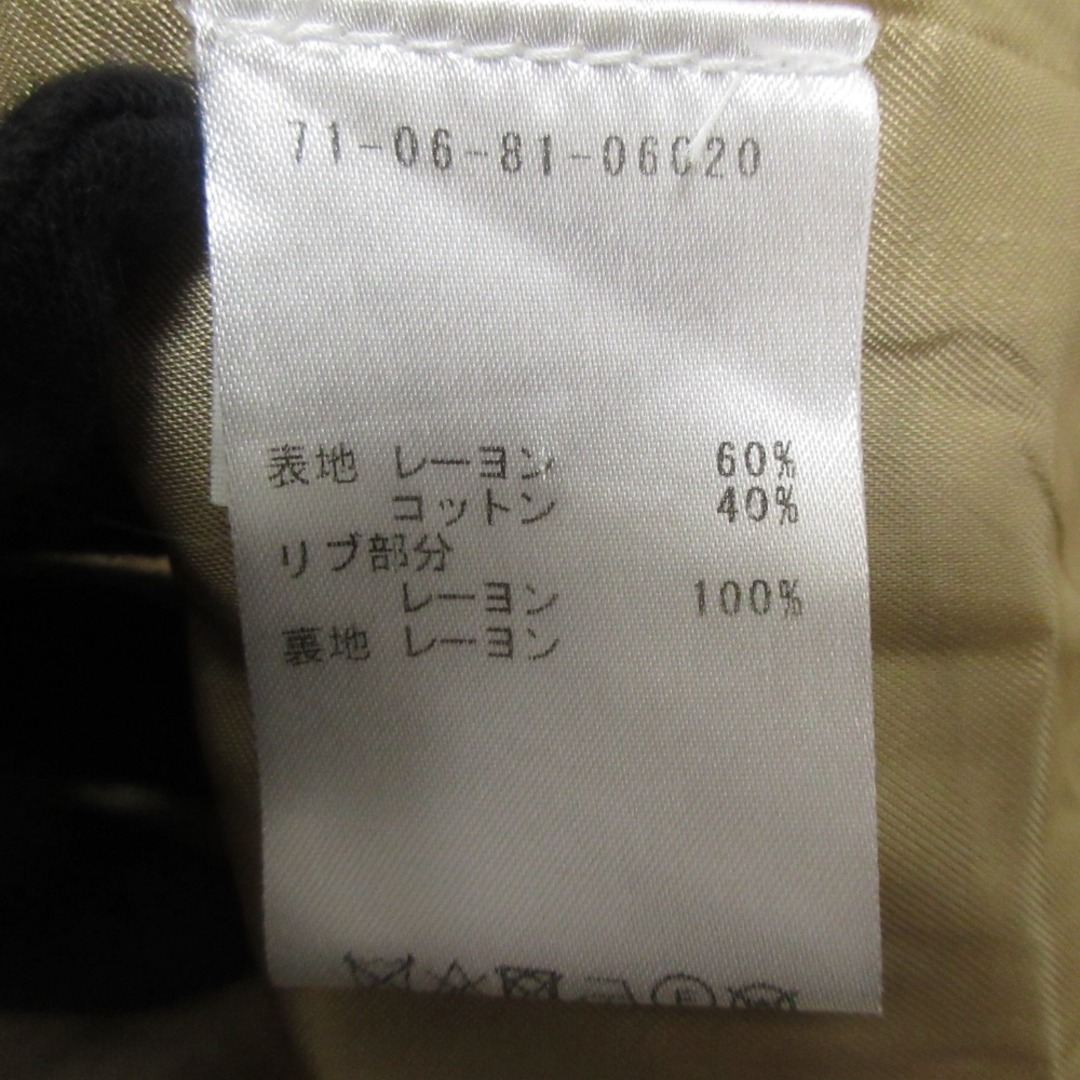 71-06-81-06020
表地 レーヨン 60%
コットン 40%
リブ部分
レーヨン 100%
裏地 レーヨン